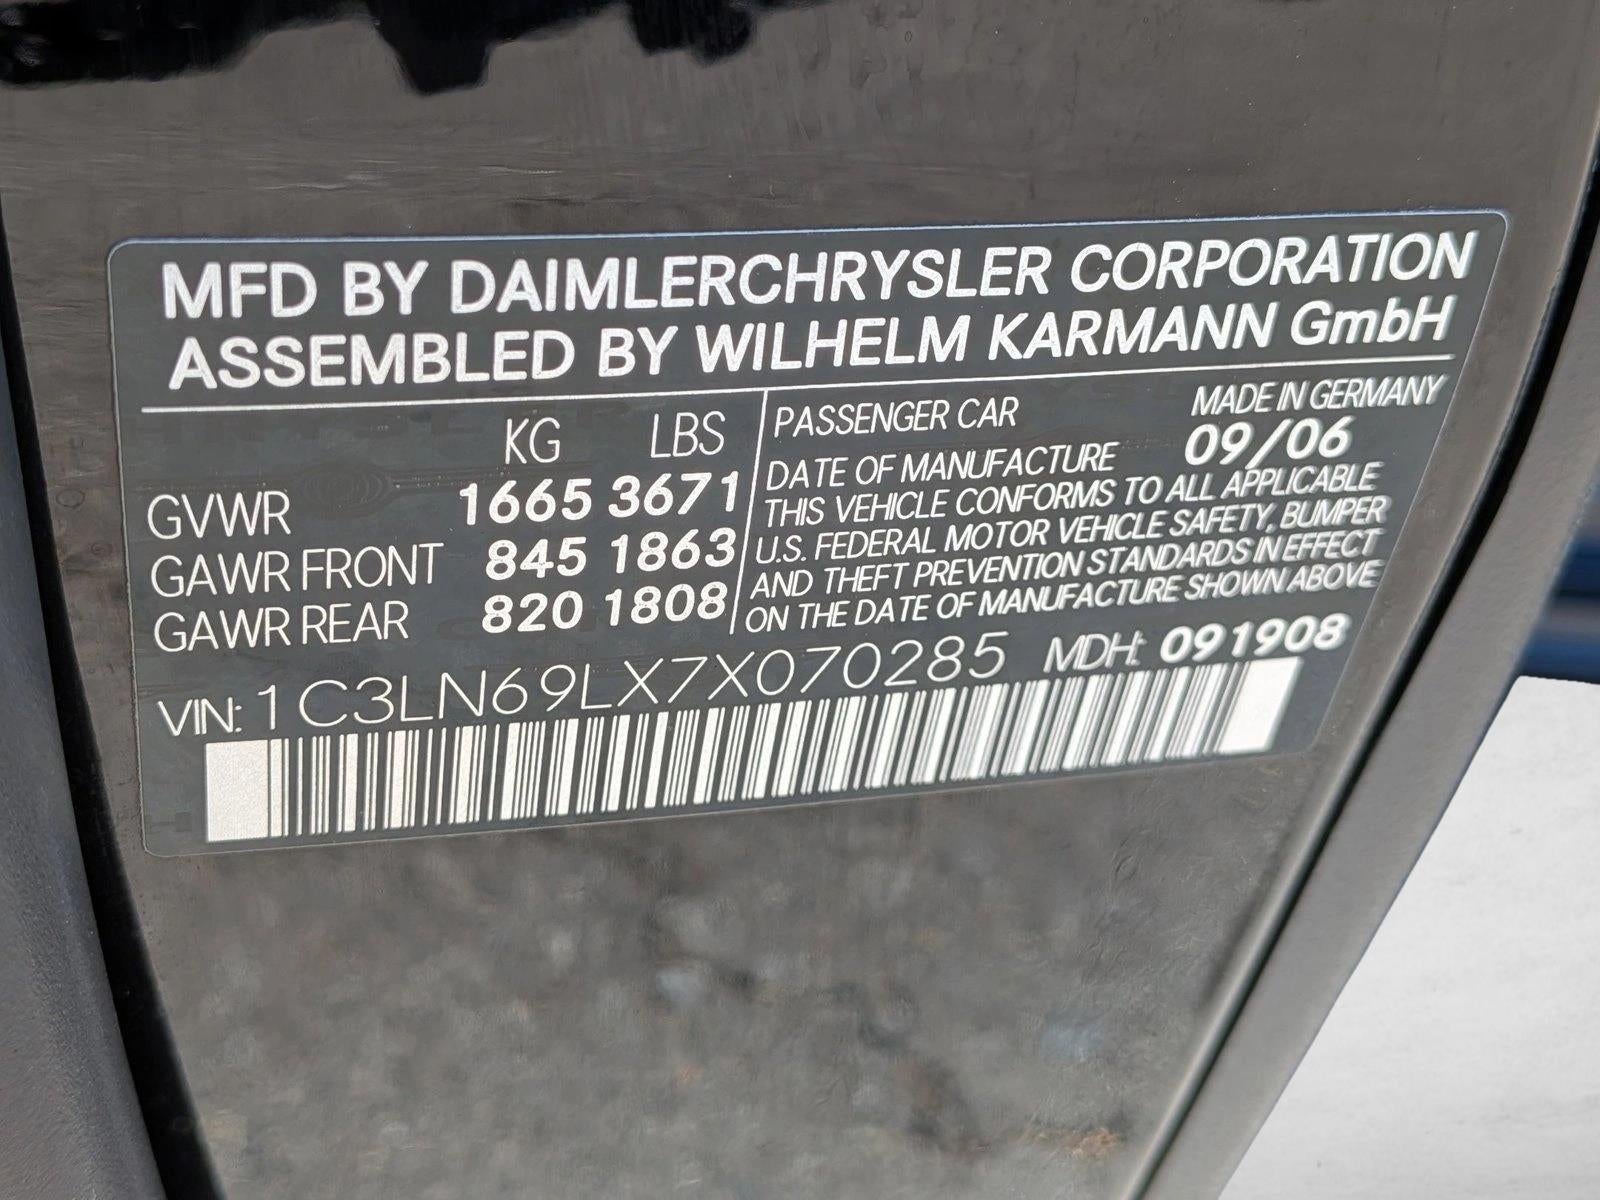 MFD BY DAIMLERCHRYSLER CORPORATION
ASSEMBLED BY WILHELM KARMANN GmbH
KG LBS
GVWR 1665 3671
GAWR FRONT 845 1863
GAWR REAR 820 1808
PASSENGER CAR MADE IN GERMANY
DATE OF MANUFACTURE 09/06
THIS VEHICLE CONFORMS TO ALL APPLICABLE
U.S. FEDERAL MOTOR VEHICLE SAFETY, BUMPER
AND THEFT PREVENTION STANDARDS IN EFFECT
ON THE DATE OF MANUFACTURE SHOWN ABOVE
VIN: 1C3LN69LX7X070285 MDH: 091908